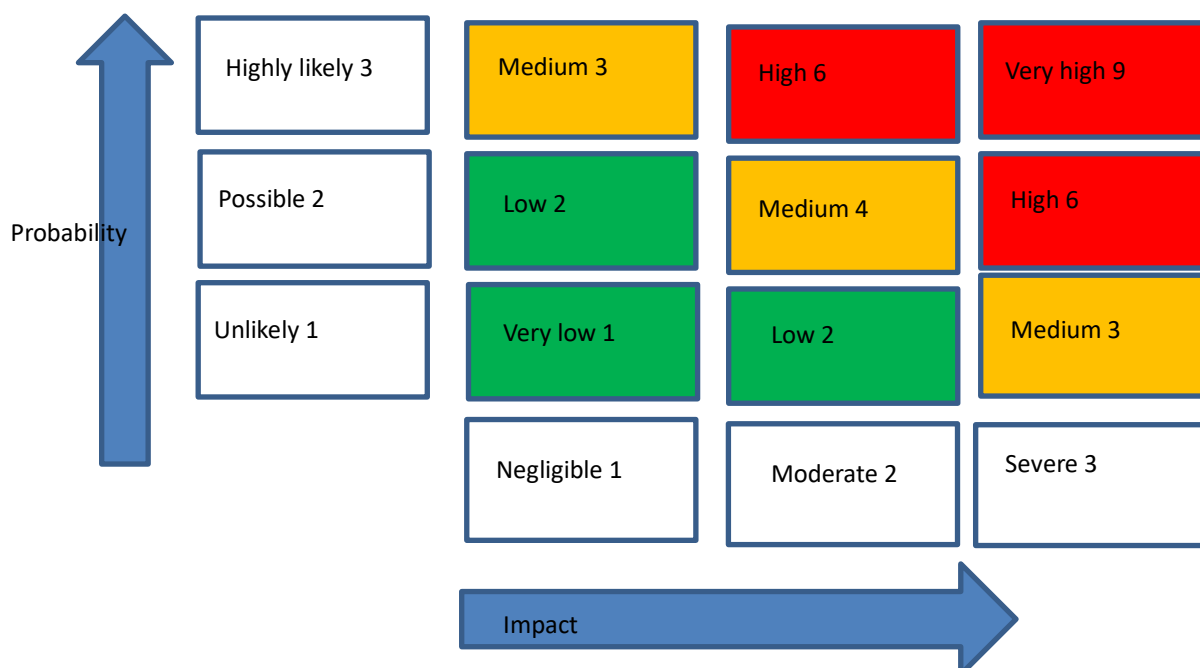 Highly likely 3
Medium 3
High 6
Very high 9
Possible 2
Low 2
Medium 4
High 6
Probability
Unlikely 1
Very low 1
Low 2
Medium 3
Negligible 1
Moderate 2
Severe 3
Impact